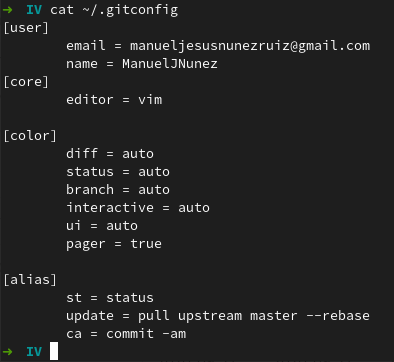 ➜ IV cat ~/.gitconfig
[user]
        email = manueljesusnunezruiz@gmail.com
        name = ManuelJNunez
[core]
        editor = vim

[color]
        diff = auto
        status = auto
        branch = auto
        interactive = auto
        ui = auto
        pager = true

[alias]
        st = status
        update = pull upstream master --rebase
        ca = commit -am
➜ IV